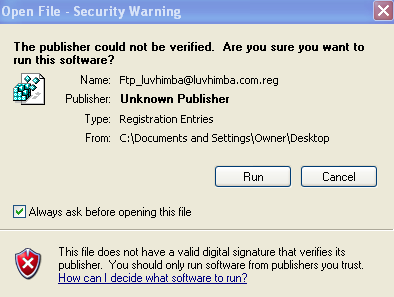 Open File - Security Warning
The publisher could not be verified. Are you sure you want to
run this software?
Name: Ftp_luvhimba@luvhimba.com.reg
Publisher: Unknown Publisher
Type: Registration Entries
From: C:\Documents and Settings\Owner\Desktop
Run Cancel
Always ask before opening this file
This file does not have a valid digital signature that verifies its
publisher. You should only run software from publishers you trust.
How can I decide what software to run?